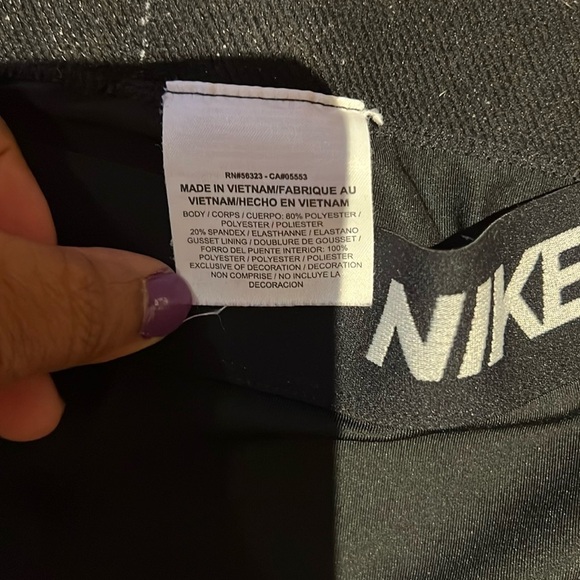 RN#56323 - CA#05553
MADE IN VIETNAM/FABRIQUE AU
VIETNAM/HECHO EN VIETNAM
BODY / CORPS / CUERPO: 80% POLYESTER /
POLYESTER / POLIESTER
20% SPANDEX / ELASTHANNE / ELASTANO
GUSSET LINING / DOUBLURE DE GOUSSET /
FORRO DEL PUENTE INTERIOR: 100%
POLYESTER / POLYESTER / POLIESTER
EXCLUSIVE OF DECORATION / DECORATION
NON COMPRISE / NO INCLUYE LA
DECORACION
NIKE